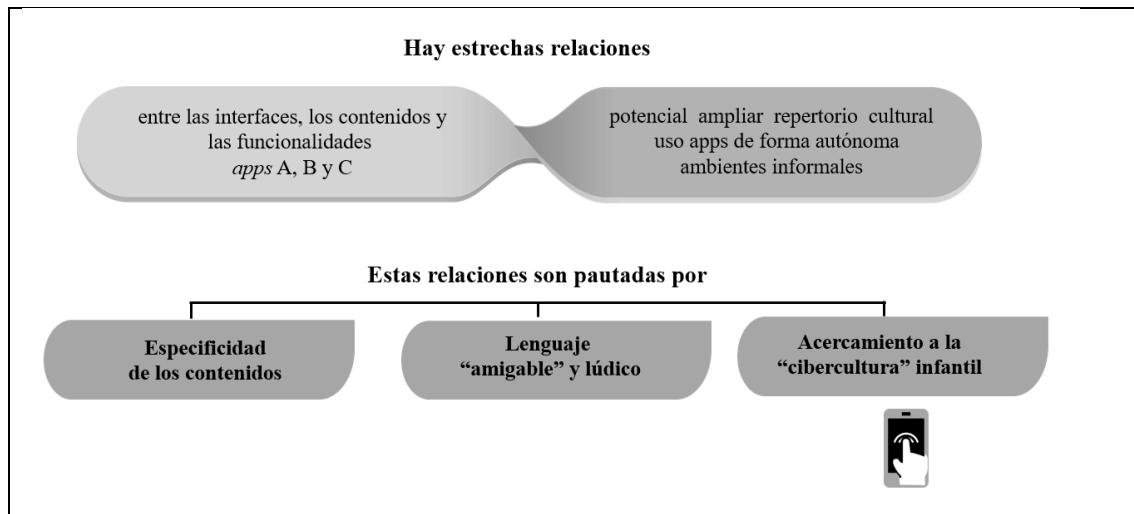 Hay estrechas relaciones
entre las interfaces, los contenidos y
las funcionalidades
apps A, B y C
potencial ampliar repertorio cultural
uso apps de forma autónoma
ambientes informales
Estas relaciones son pautadas por
Especificidad
de los contenidos
Lenguaje
“amigable” y lúdico
Acercamiento a la
“cibercultura” infantil